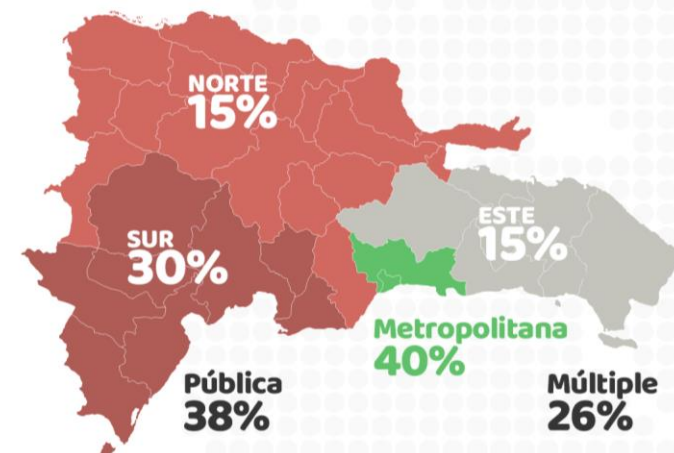 NORTE
15%
SUR
30%
ESTE
15%
Metropolitana
40%
Pública
38%
Múltiple
26%